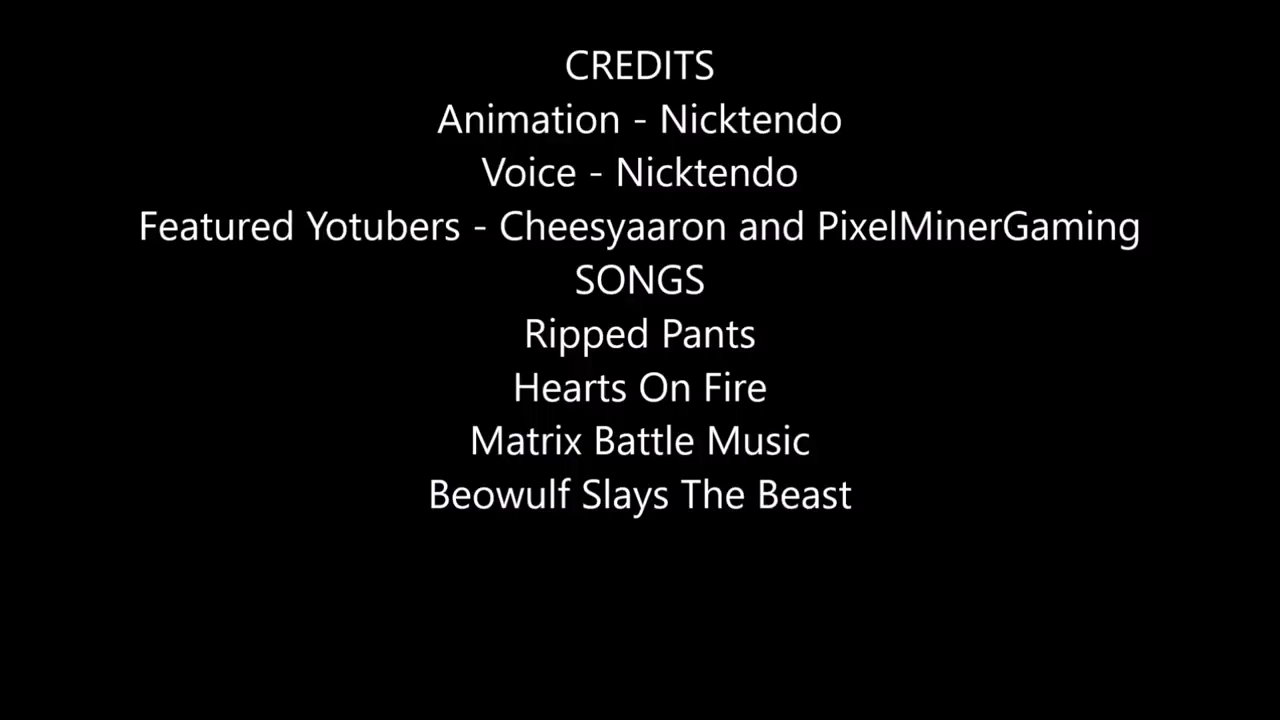 CREDITS
Animation - Nicktendo
Voice - Nicktendo
Featured Yotubers - Cheesyaaron and PixelMinerGaming
SONGS
Ripped Pants
Hearts On Fire
Matrix Battle Music
Beowulf Slays The Beast